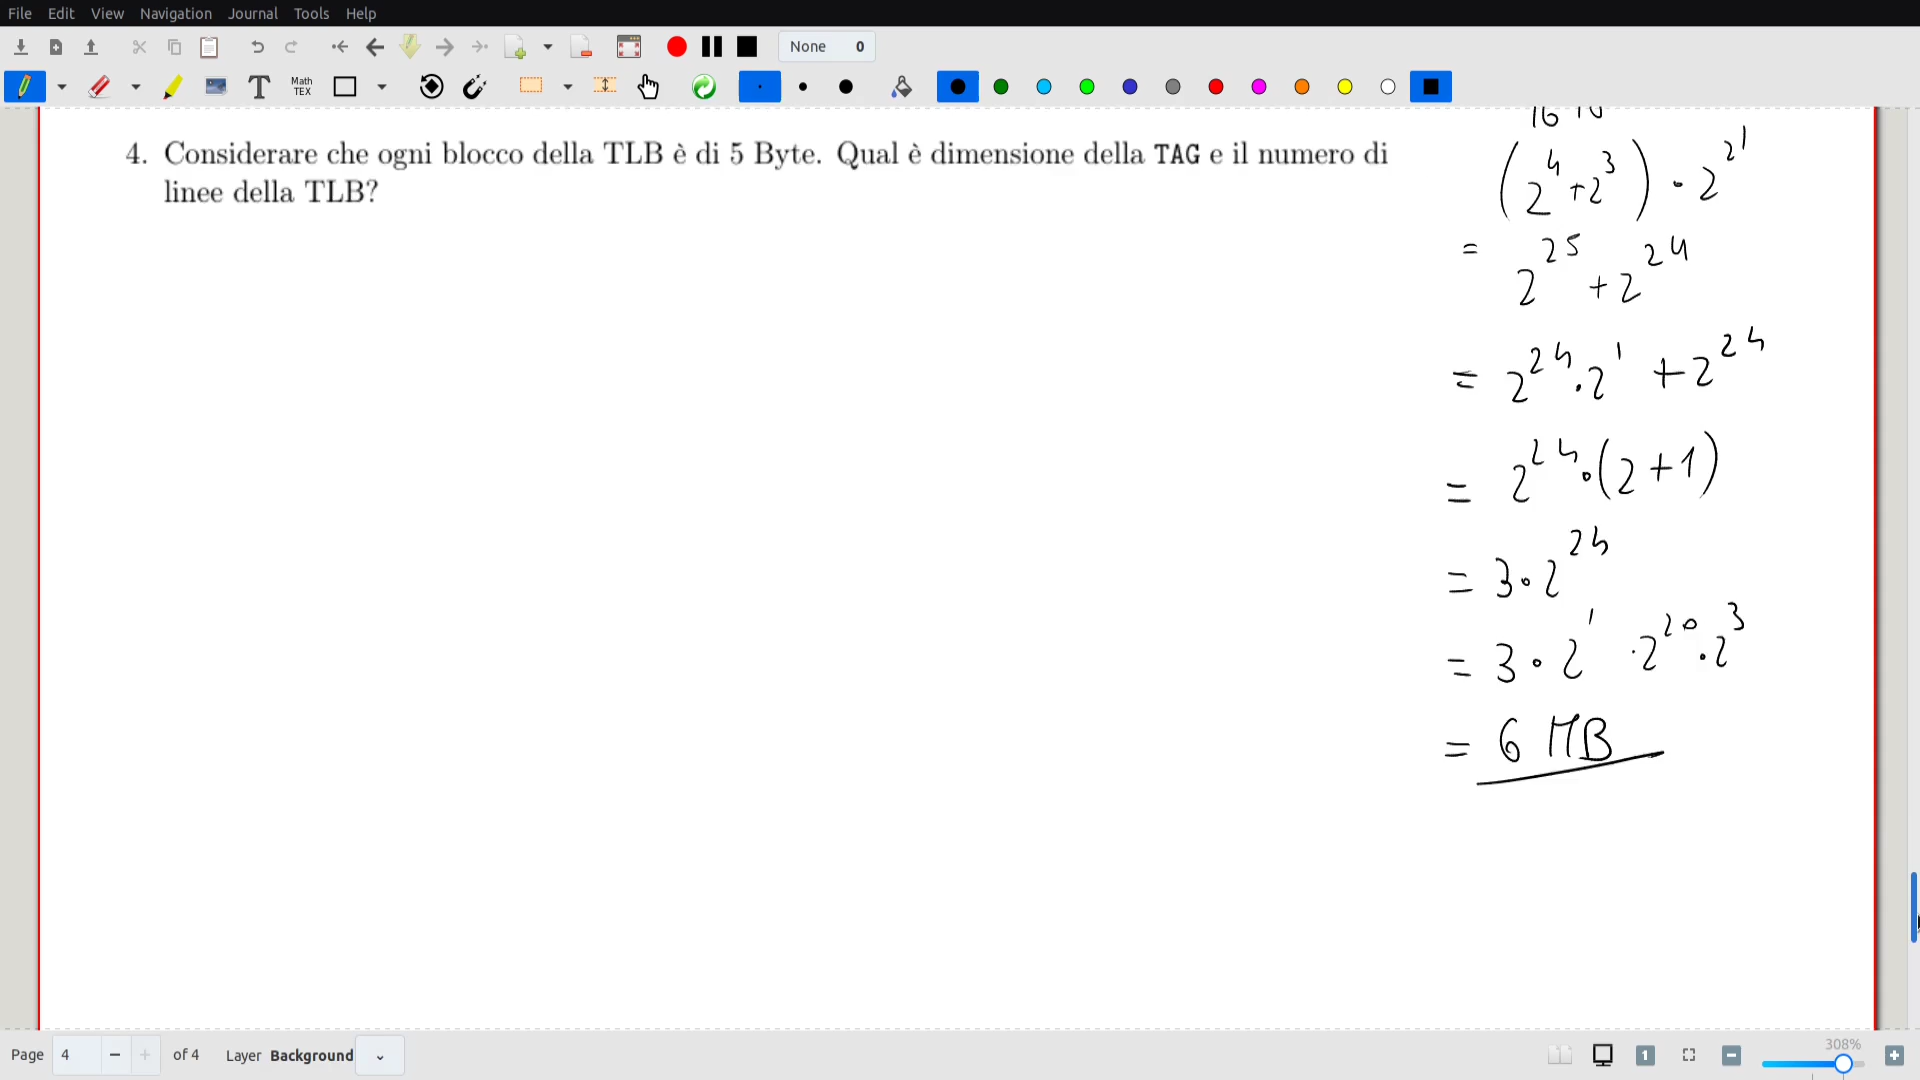 File Edit View Navigation Journal Tools Help
None 0
Math
TEX
4. Considerare che ogni blocco della TLB è di 5 Byte. Qual è dimensione della TAG e il numero di
linee della TLB?
(2^4 + 2^3) · 2^21
= 2^25 + 2^24
= 2^24 · 2^1 + 2^24
= 2^24 · (2 + 1)
= 3 · 2^24
= 3 · 2^1 · 2^20 · 2^3
= 6 MB
Page 4 of 4 Layer Background 1 308%